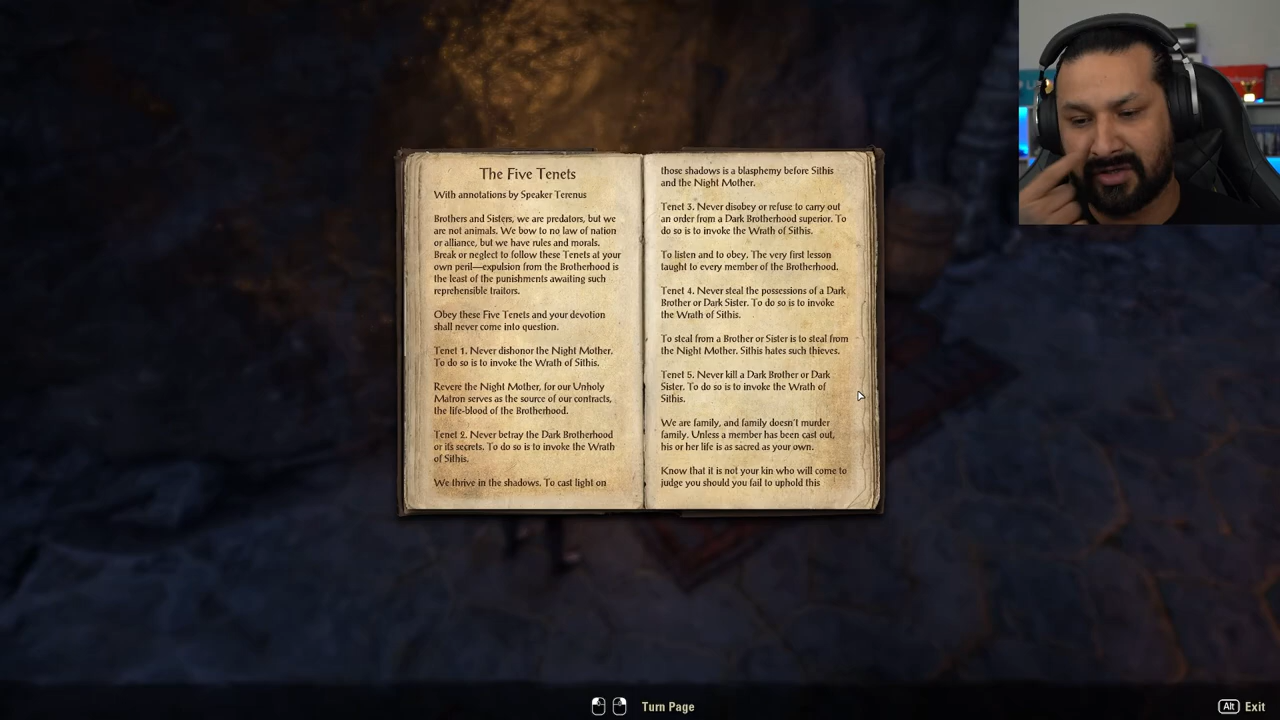 The Five Tenets
With annotations by Speaker Terenus
Brothers and Sisters, we are predators, but we
are not animals. We bow to no law of nation
or alliance, but we have rules and morals.
Break or neglect to follow these Tenets at your
own peril—expulsion from the Brotherhood is
the least of the punishments awaiting such
reprehensible traitors.
Obey these Five Tenets and your devotion
shall never come into question.
Tenet 1. Never dishonor the Night Mother.
To do so is to invoke the Wrath of Sithis.
Revere the Night Mother, for our Unholy
Matron serves as the source of our contracts,
the life-blood of the Brotherhood.
Tenet 2. Never betray the Dark Brotherhood
or its secrets. To do so is to invoke the Wrath
of Sithis.
We thrive in the shadows. To cast light on
those shadows is a blasphemy before Sithis
and the Night Mother.
Tenet 3. Never disobey or refuse to carry out
an order from a Dark Brotherhood superior. To
do so is to invoke the Wrath of Sithis.
To listen and to obey. The very first lesson
taught to every member of the Brotherhood.
Tenet 4. Never steal the possessions of a Dark
Brother or Dark Sister. To do so is to invoke
the Wrath of Sithis.
To steal from a Brother or Sister is to steal from
the Night Mother. Sithis hates such thieves.
Tenet 5. Never kill a Dark Brother or Dark
Sister. To do so is to invoke the Wrath of
Sithis.
We are family, and family doesn't murder
family. Unless a member has been cast out,
his or her life is as sacred as your own.
Know that it is not your kin who will come to
judge you should you fail to uphold this
Turn Page
Alt Exit